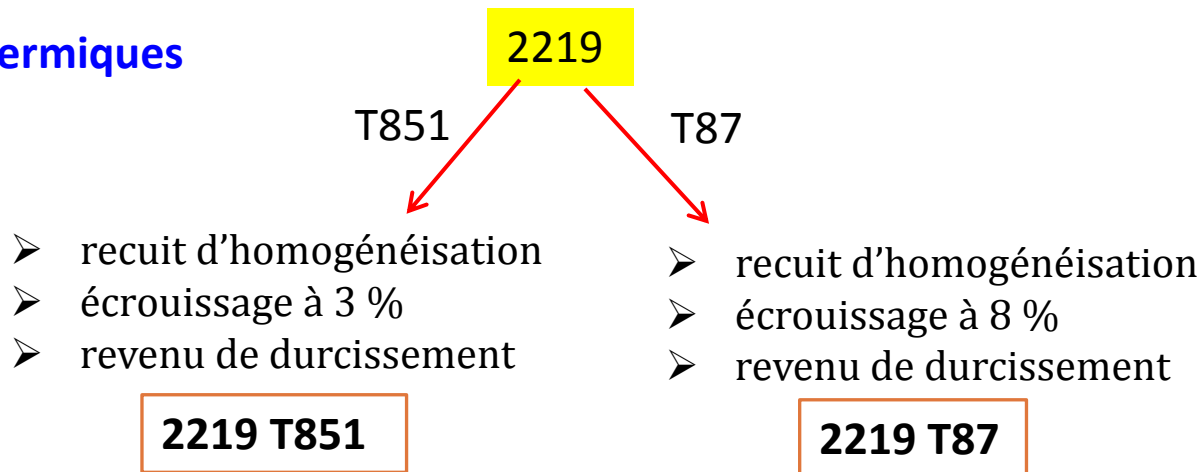 ermiques
2219
T851
T87
➢ recuit d’homogénéisation
➢ écrouissage à 3 %
➢ revenu de durcissement
2219 T851
➢ recuit d’homogénéisation
➢ écrouissage à 8 %
➢ revenu de durcissement
2219 T87